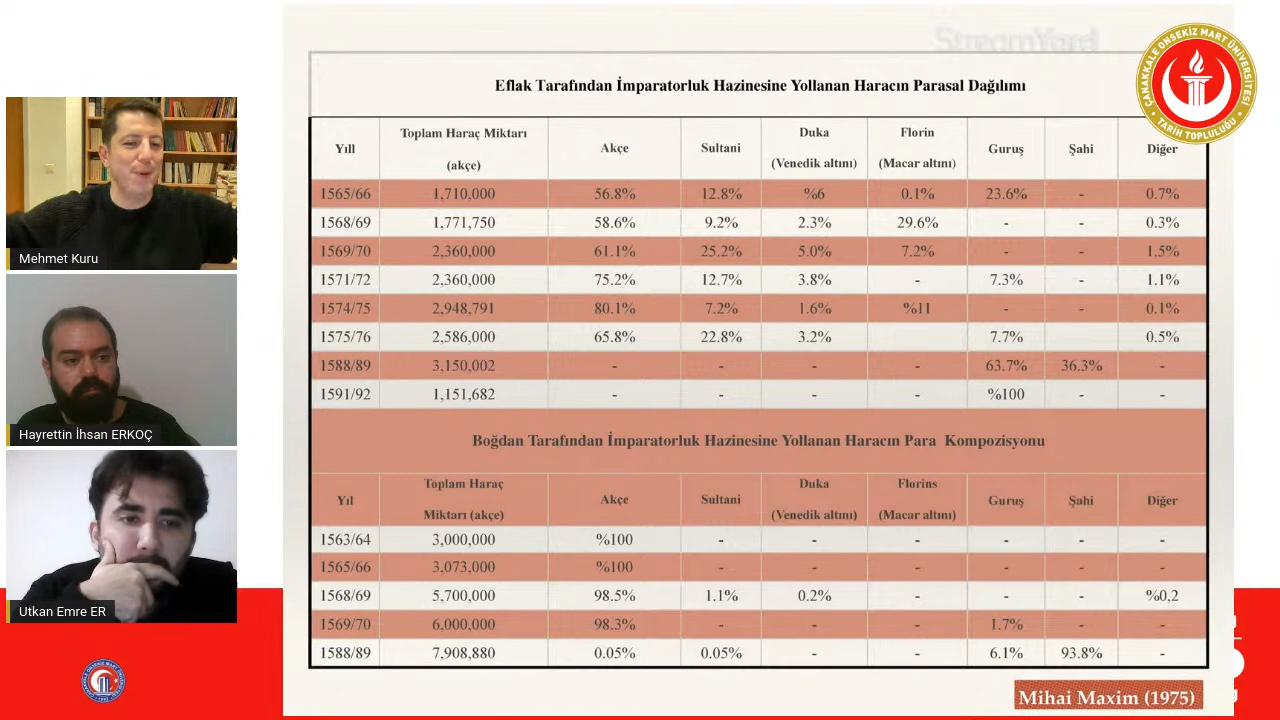 StreamYard
ÇANAKKALE ONSEKİZ MART ÜNİVERSİTESİ
TARİH TOPLULUĞU
Eflak Tarafından İmparatorluk Hazinesine Yollanan Haracın Parasal Dağılımı
Yıll Toplam Haraç Miktarı (akçe) Akçe Sultani Duka (Venedik altını) Florin (Macar altını) Guruş Şahi Diğer
1565/66 1,710,000 56.8% 12.8% %6 0.1% 23.6% - 0.7%
1568/69 1,771,750 58.6% 9.2% 2.3% 29.6% - - 0.3%
1569/70 2,360,000 61.1% 25.2% 5.0% 7.2% - - 1.5%
1571/72 2,360,000 75.2% 12.7% 3.8% - 7.3% - 1.1%
1574/75 2,948,791 80.1% 7.2% 1.6% %11 - - 0.1%
1575/76 2,586,000 65.8% 22.8% 3.2% 7.7% - 0.5%
1588/89 3,150,002 - - - - 63.7% 36.3% -
1591/92 1,151,682 - - - - %100 - -
Boğdan Tarafından İmparatorluk Hazinesine Yollanan Haracın Para Kompozisyonu
Yıl Toplam Haraç Miktarı (akçe) Akçe Sultani Duka (Venedik altını) Florins (Macar altını) Guruş Şahi Diğer
1563/64 3,000,000 %100 - - - - - -
1565/66 3,073,000 %100 - - - - - -
1568/69 5,700,000 98.5% 1.1% 0.2% - - - %0,2
1569/70 6,000,000 98.3% - - - 1.7% - -
1588/89 7,908,880 0.05% 0.05% - - 6.1% 93.8% -
Mihai Maxim (1975)
Mehmet Kuru
Hayrettin İhsan ERKOÇ
Utkan Emre ER